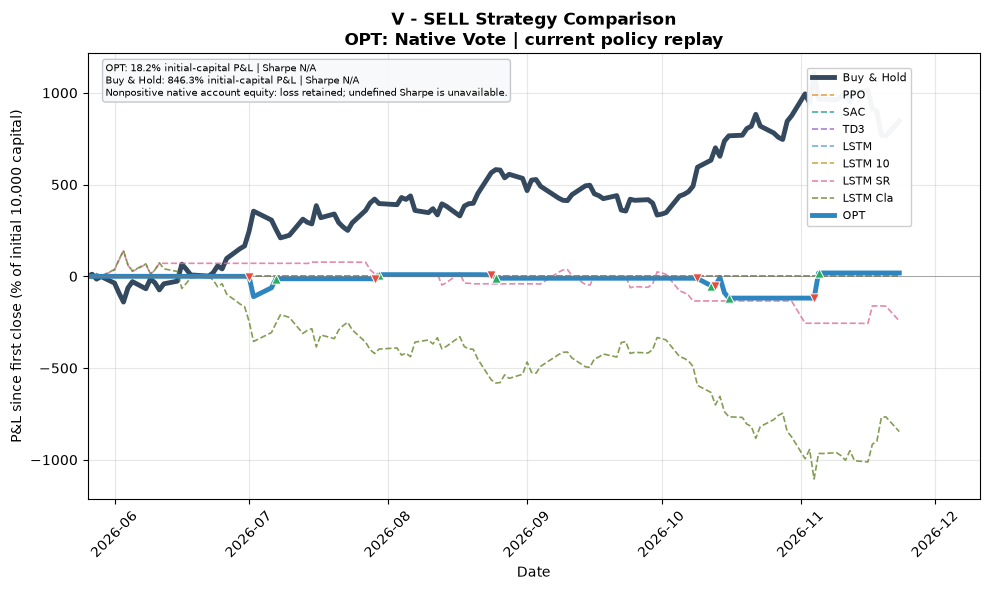 V - SELL Strategy Comparison
OPT: Native Vote | current policy replay
OPT: 18.2% initial-capital P&L | Sharpe N/A
Buy & Hold: 846.3% initial-capital P&L | Sharpe N/A
Nonpositive native account equity: loss retained; undefined Sharpe is unavailable.
Buy & Hold
PPO
SAC
TD3
LSTM
LSTM 10
LSTM SR
LSTM Cla
OPT
P&L since first close (% of initial 10,000 capital)
1000
500
0
−500
−1000
2026-06
2026-07
2026-08
2026-09
2026-10
2026-11
2026-12
Date